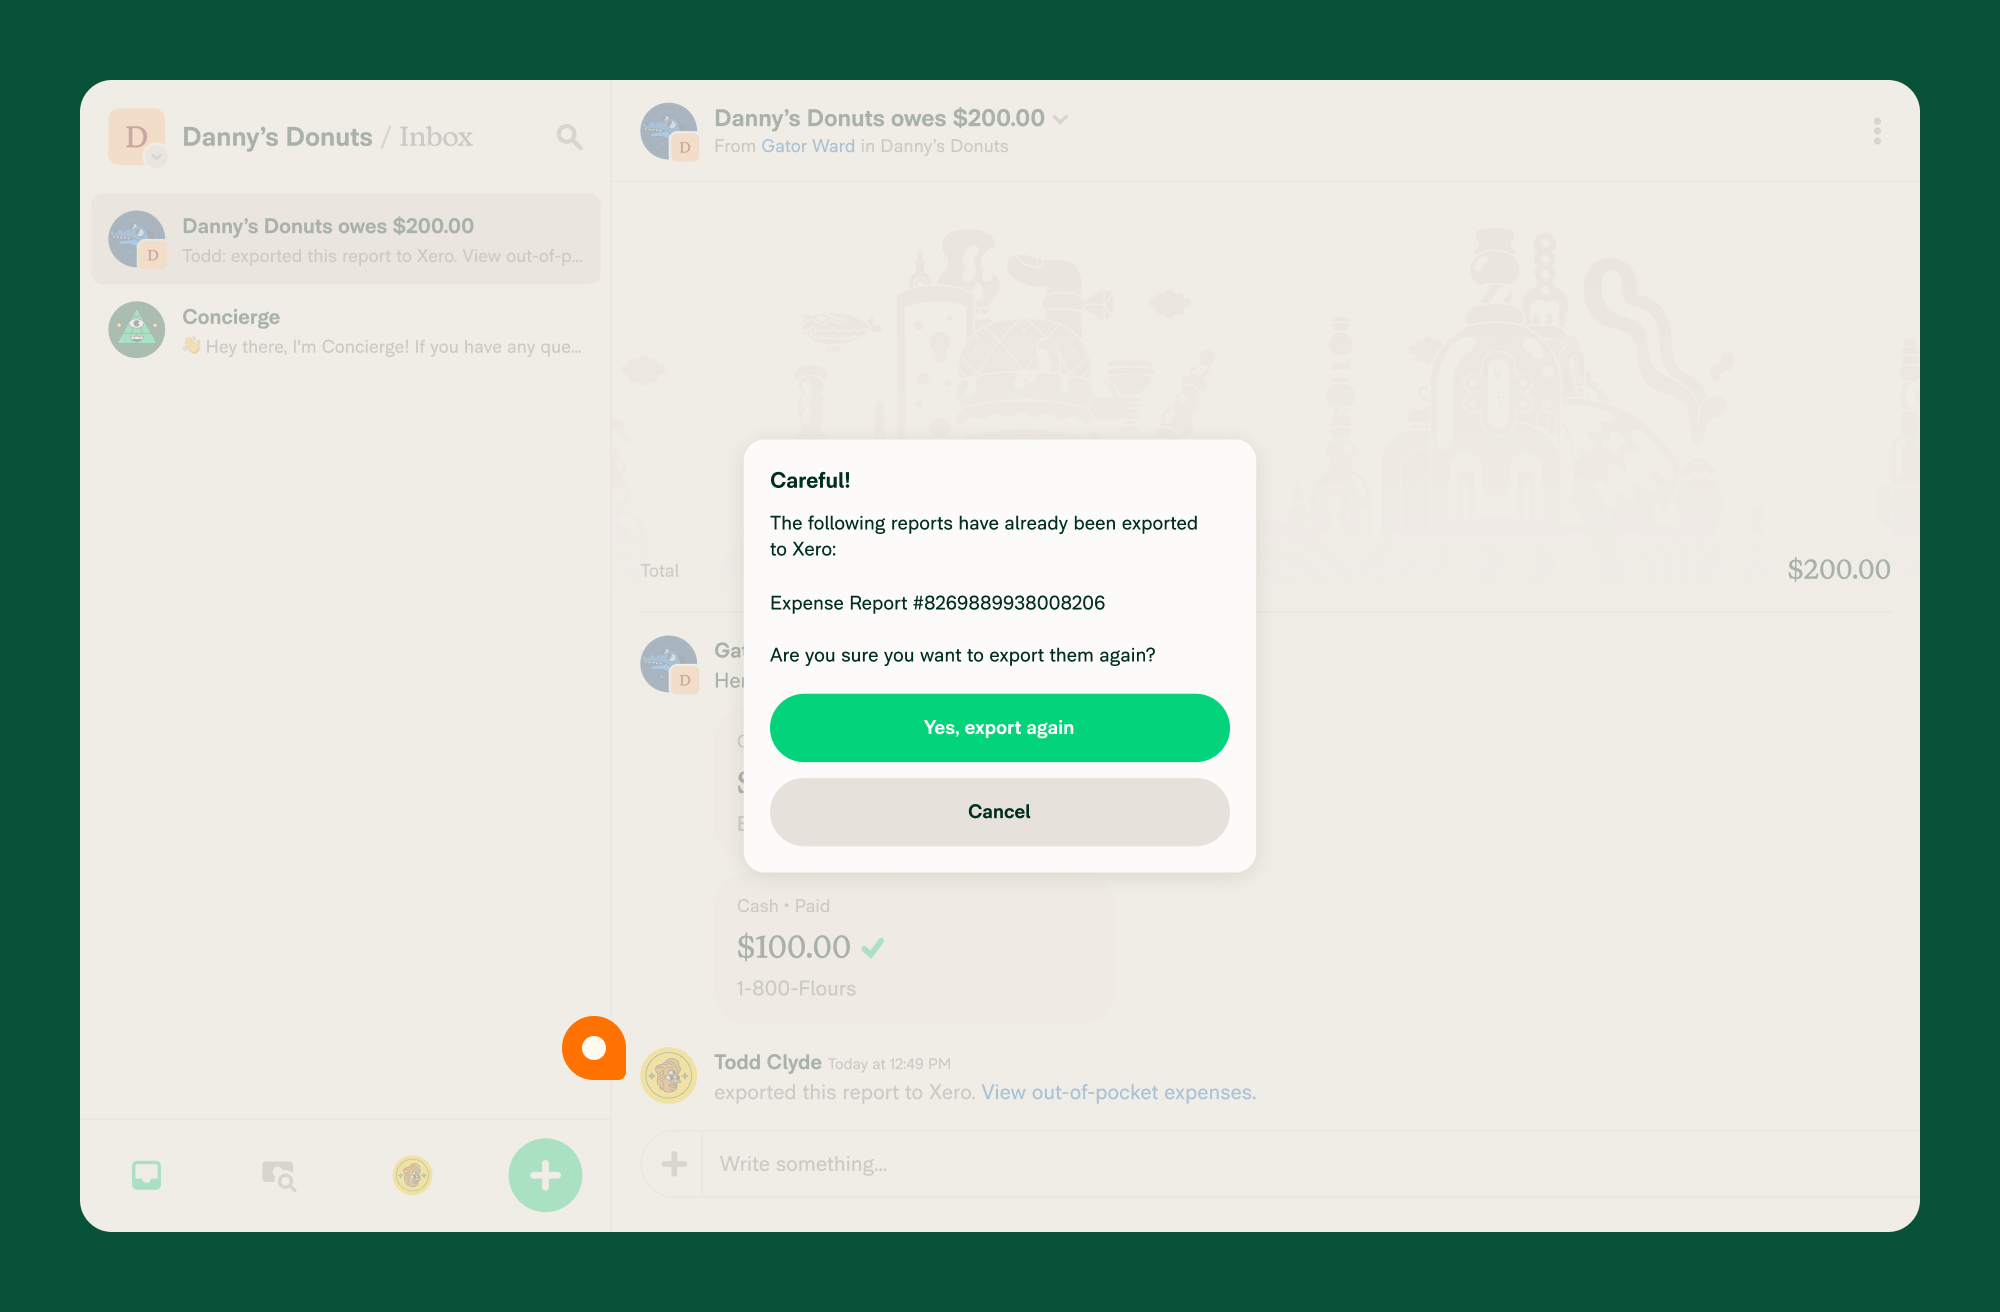 D
Danny’s Donuts / Inbox
Danny’s Donuts owes $200.00
D
Todd: exported this report to Xero. View out-of-p...
Concierge
👋 Hey there, I'm Concierge! If you have any que...
Danny’s Donuts owes $200.00
D
From Gator Ward in Danny’s Donuts
Total
$200.00
D
Careful!
The following reports have already been exported
to Xero:
Expense Report #8269889938008206
Are you sure you want to export them again?
Yes, export again
Cancel
Cash • Paid
$100.00
1-800-Flours
Todd Clyde Today at 12:49 PM
exported this report to Xero. View out-of-pocket expenses.
Write something...